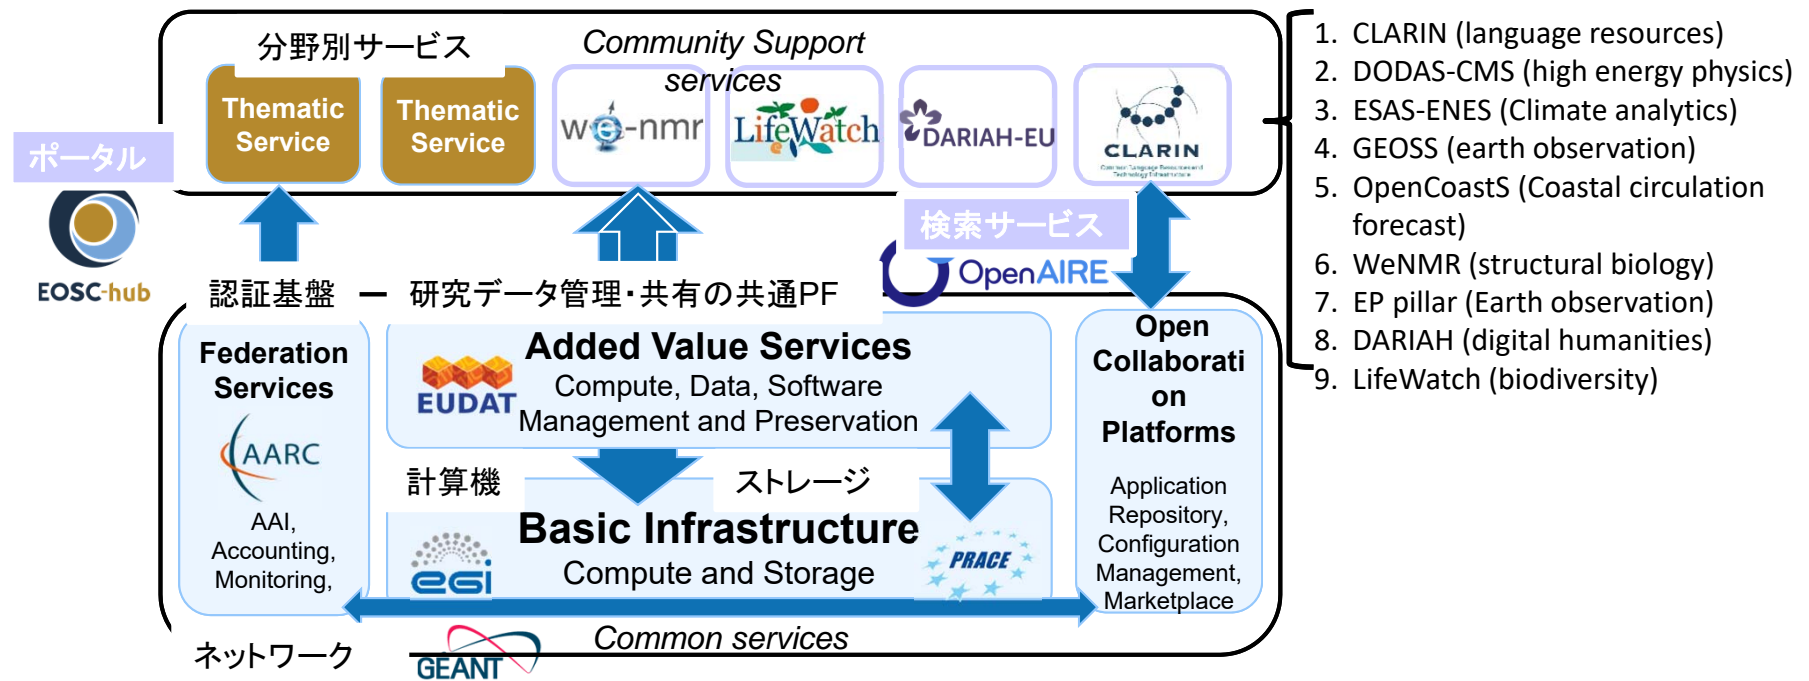 分野別サービス
Community Support
services
Thematic
Service
Thematic
Service
we-nmr
LifeWatch
DARIAH-EU
CLARIN
Common Language Resources and
Technology Infrastructure
ポータル
EOSC-hub
検索サービス
OpenAIRE
認証基盤
研究データ管理・共有の共通PF
Federation
Services
AARC
AAI,
Accounting,
Monitoring,
Added Value Services
EUDAT
Compute, Data, Software
Management and Preservation
計算機
ストレージ
Basic Infrastructure
Compute and Storage
egi
PRACE
Open
Collaborati
on
Platforms
Application
Repository,
Configuration
Management,
Marketplace
Common services
ネットワーク
GÉANT
1. CLARIN (language resources)
2. DODAS-CMS (high energy physics)
3. ESAS-ENES (Climate analytics)
4. GEOSS (earth observation)
5. OpenCoastS (Coastal circulation
forecast)
6. WeNMR (structural biology)
7. EP pillar (Earth observation)
8. DARIAH (digital humanities)
9. LifeWatch (biodiversity)